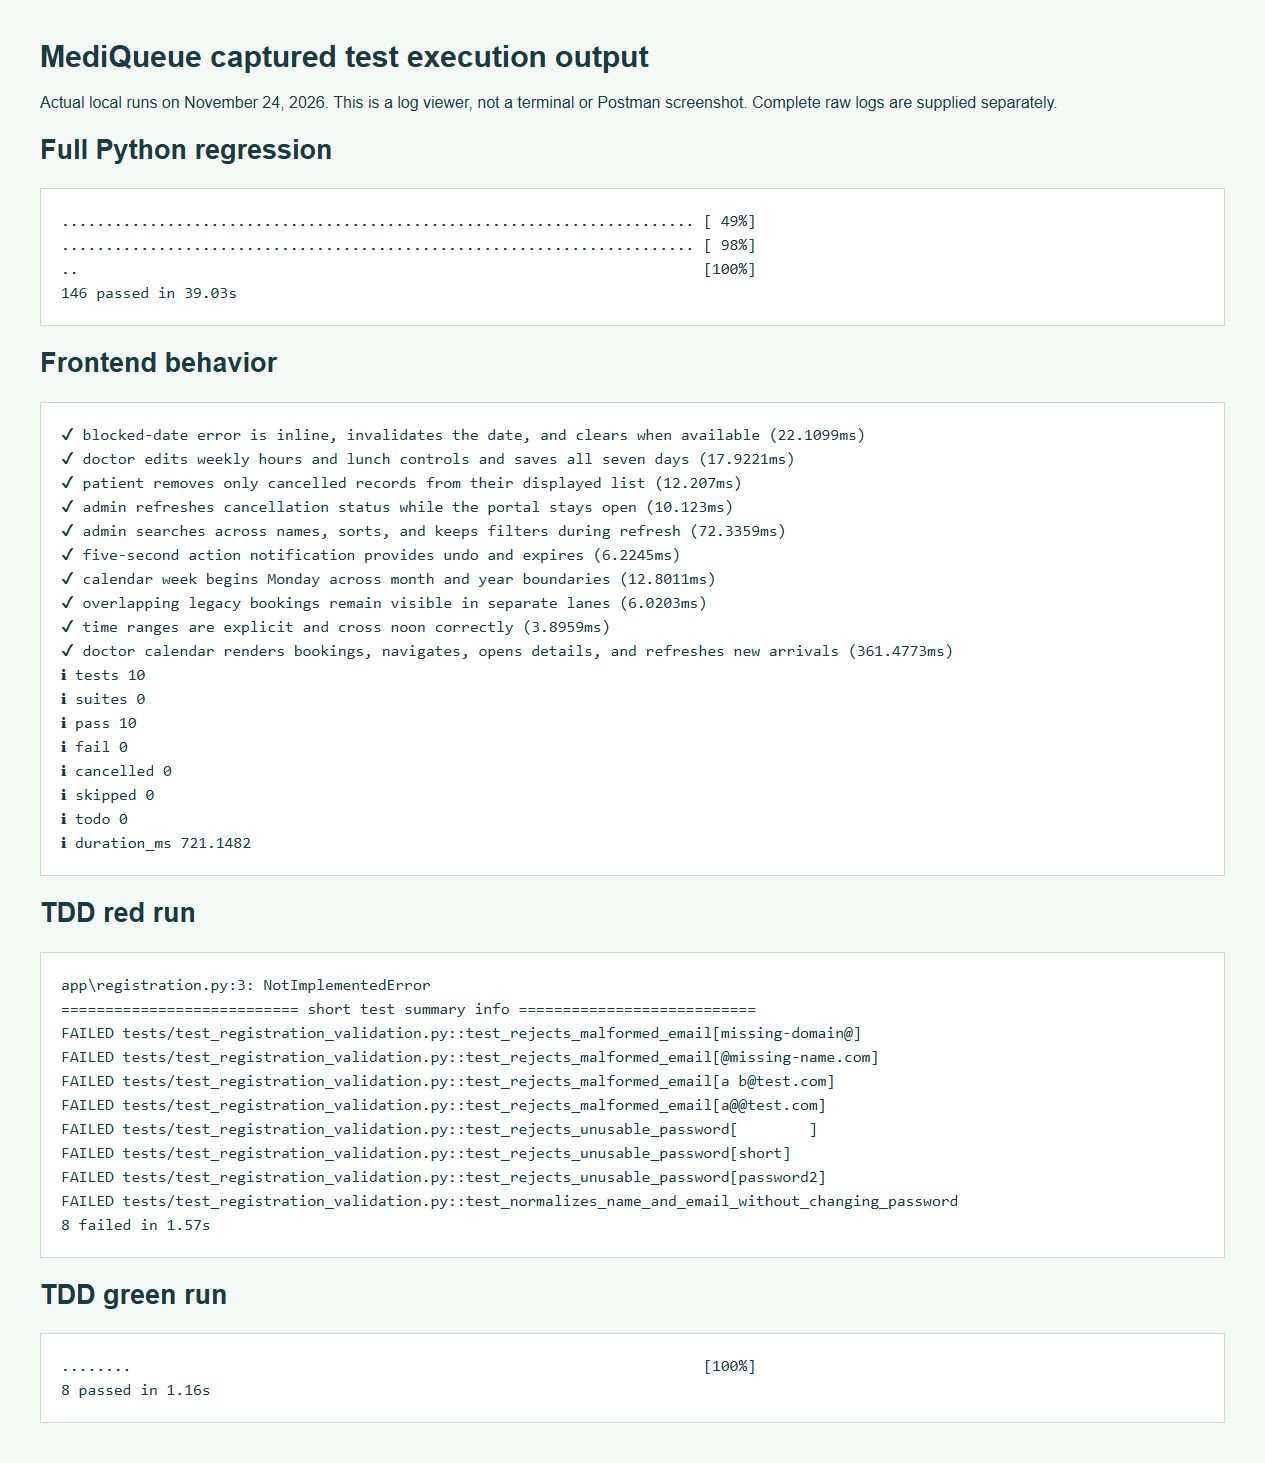 MediQueue captured test execution output
Actual local runs on November 24, 2026. This is a log viewer, not a terminal or Postman screenshot. Complete raw logs are supplied separately.
Full Python regression
........................................................................ [ 49%]
........................................................................ [ 98%]
..                                                                       [100%]
146 passed in 39.03s
Frontend behavior
✓ blocked-date error is inline, invalidates the date, and clears when available (22.1099ms)
✓ doctor edits weekly hours and lunch controls and saves all seven days (17.9221ms)
✓ patient removes only cancelled records from their displayed list (12.207ms)
✓ admin refreshes cancellation status while the portal stays open (10.123ms)
✓ admin searches across names, sorts, and keeps filters during refresh (72.3359ms)
✓ five-second action notification provides undo and expires (6.2245ms)
✓ calendar week begins Monday across month and year boundaries (12.8011ms)
✓ overlapping legacy bookings remain visible in separate lanes (6.0203ms)
✓ time ranges are explicit and cross noon correctly (3.8959ms)
✓ doctor calendar renders bookings, navigates, opens details, and refreshes new arrivals (361.4773ms)
ℹ tests 10
ℹ suites 0
ℹ pass 10
ℹ fail 0
ℹ cancelled 0
ℹ skipped 0
ℹ todo 0
ℹ duration_ms 721.1482
TDD red run
app\registration.py:3: NotImplementedError
=========================== short test summary info ===========================
FAILED tests/test_registration_validation.py::test_rejects_malformed_email[missing-domain@]
FAILED tests/test_registration_validation.py::test_rejects_malformed_email[@missing-name.com]
FAILED tests/test_registration_validation.py::test_rejects_malformed_email[a b@test.com]
FAILED tests/test_registration_validation.py::test_rejects_malformed_email[a@@test.com]
FAILED tests/test_registration_validation.py::test_rejects_unusable_password[        ]
FAILED tests/test_registration_validation.py::test_rejects_unusable_password[short]
FAILED tests/test_registration_validation.py::test_rejects_unusable_password[password2]
FAILED tests/test_registration_validation.py::test_normalizes_name_and_email_without_changing_password
8 failed in 1.57s
TDD green run
........                                                                 [100%]
8 passed in 1.16s